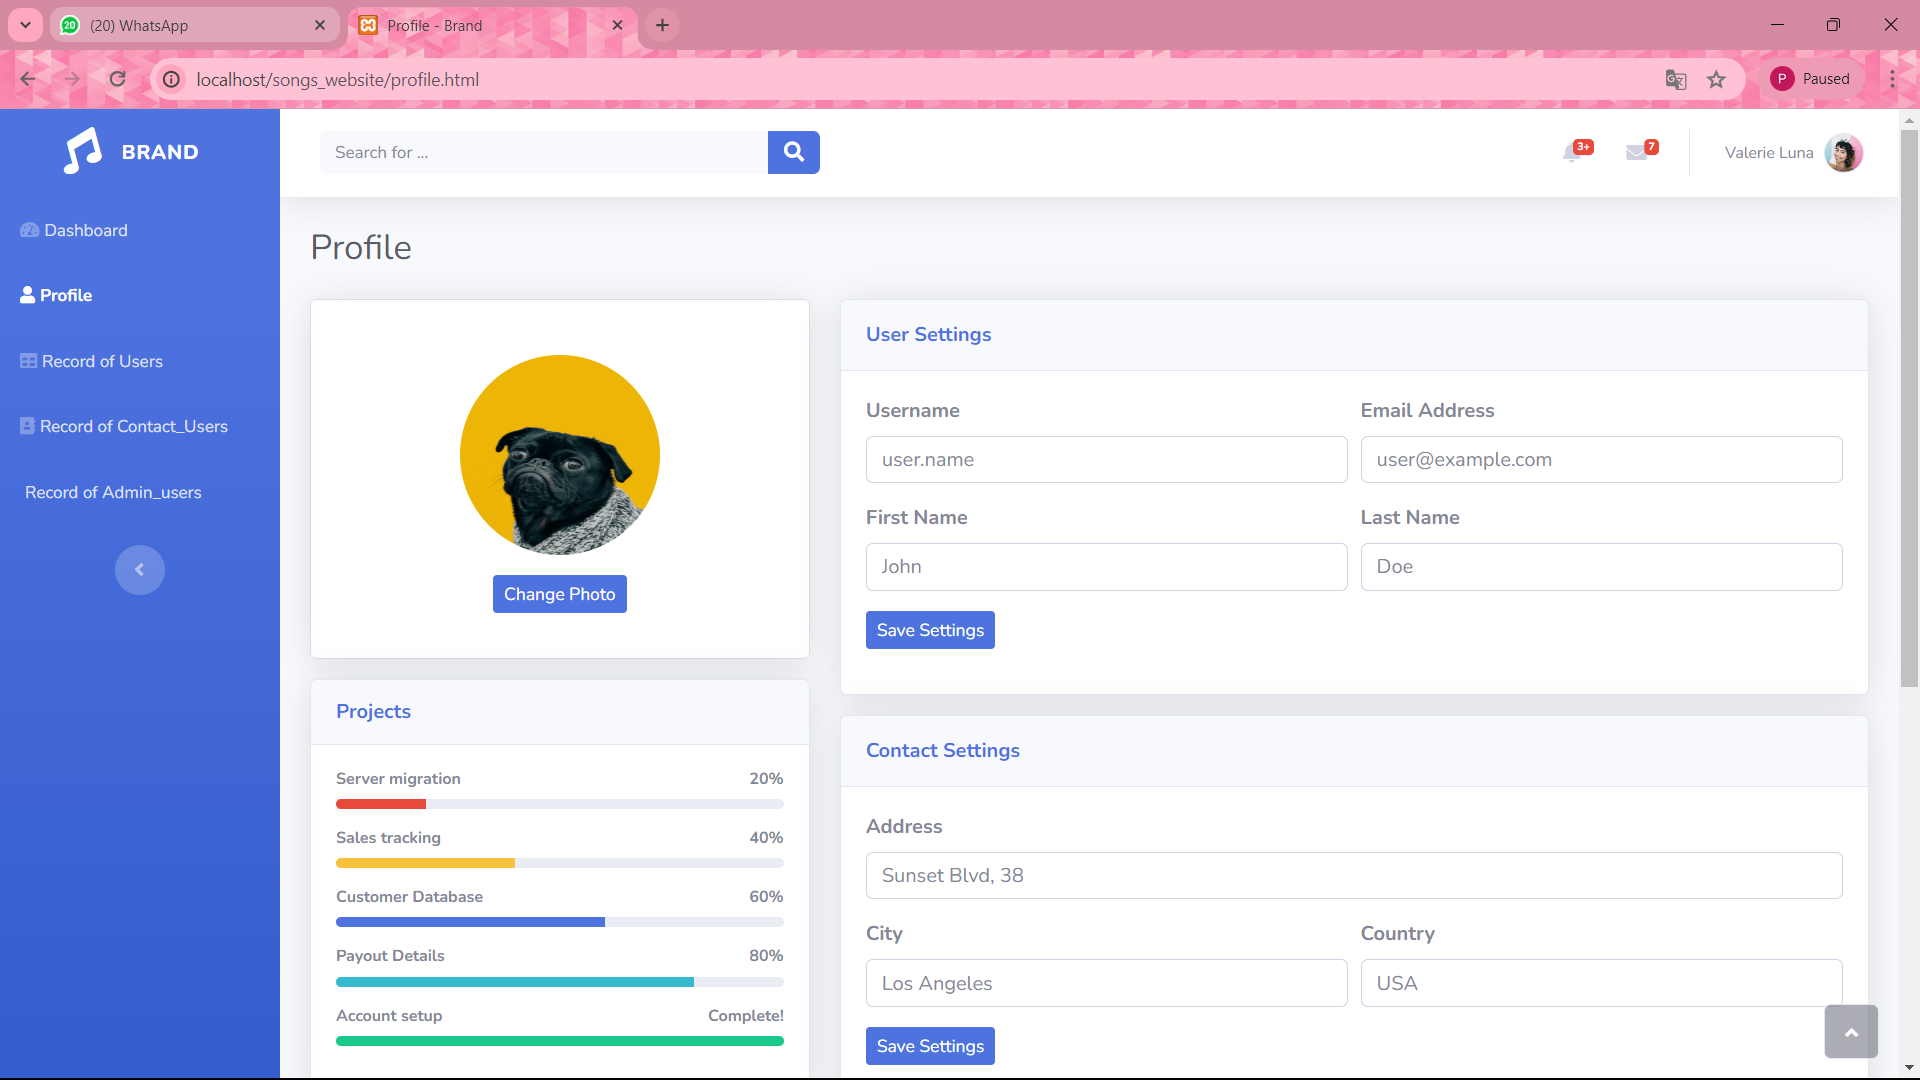 20
(20) WhatsApp
Profile - Brand
localhost/songs_website/profile.html
P
Paused
BRAND
Search for ...
3+
7
Valerie Luna
Dashboard
Profile
Record of Users
Record of Contact_Users
Record of Admin_users
Profile
Change Photo
Projects
Server migration 20%
Sales tracking 40%
Customer Database 60%
Payout Details 80%
Account setup Complete!
User Settings
Username Email Address
user.name user@example.com
First Name Last Name
John Doe
Save Settings
Contact Settings
Address
Sunset Blvd, 38
City Country
Los Angeles USA
Save Settings